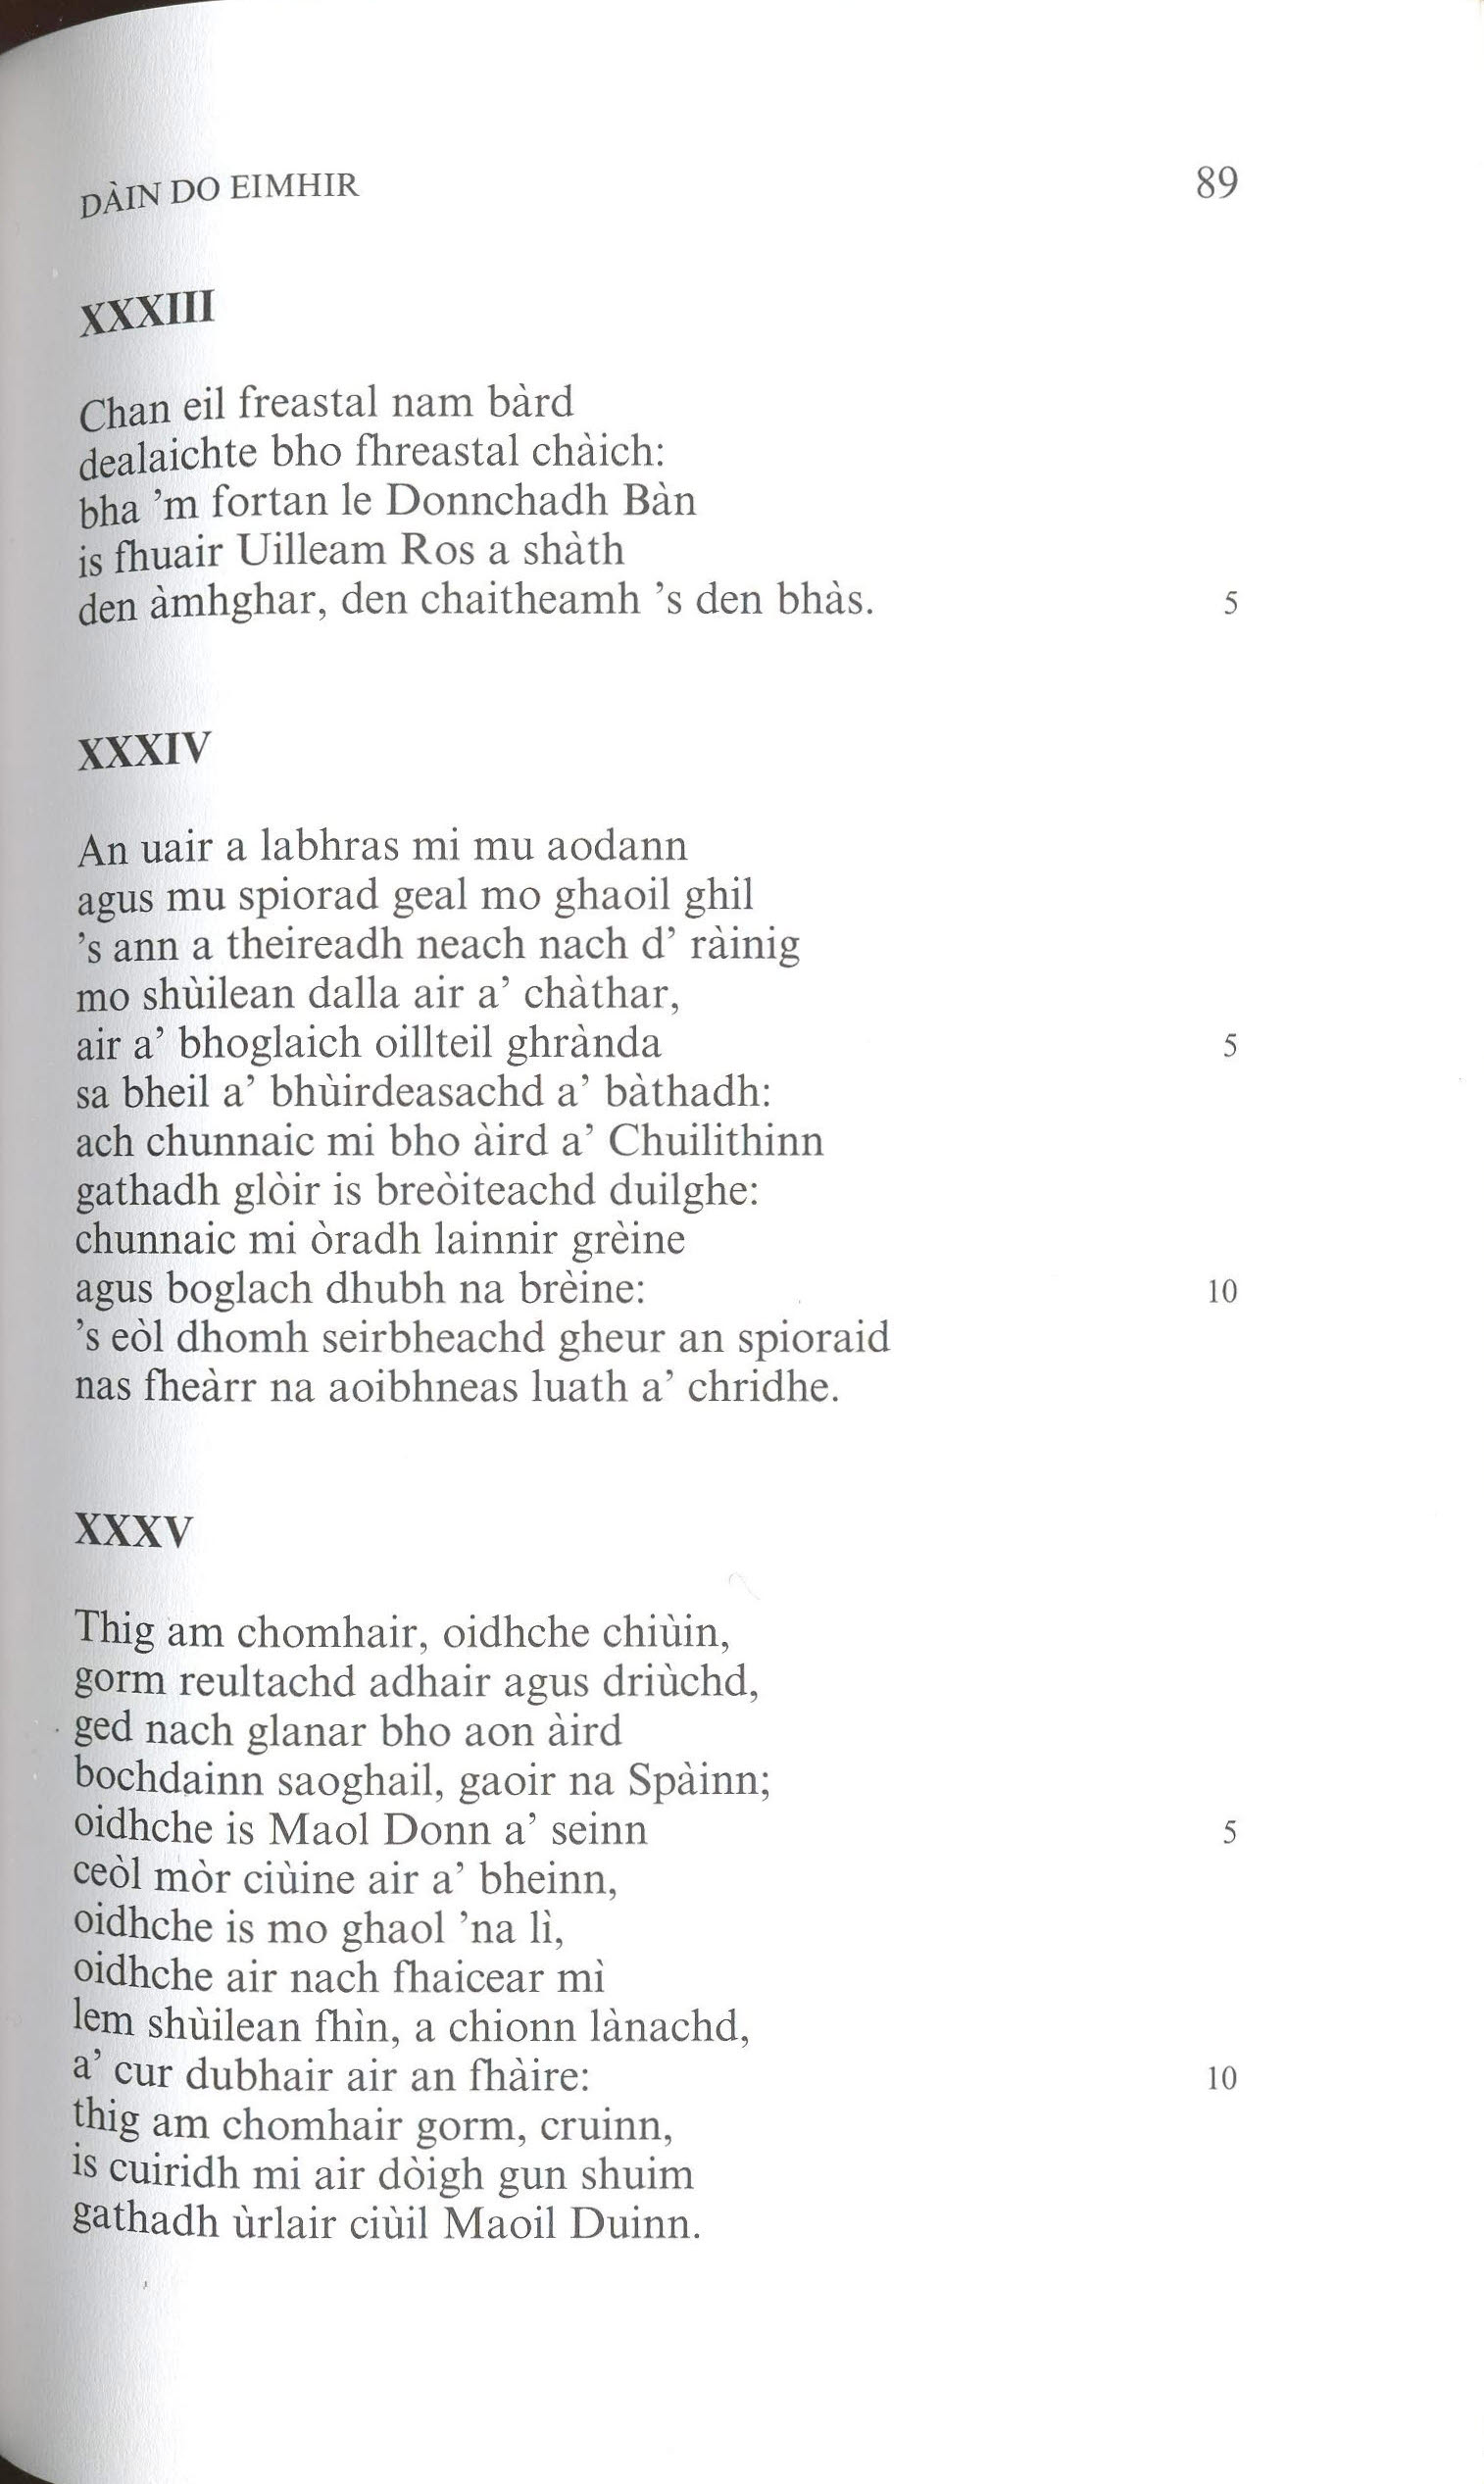 DÀIN DO EIMHIR 89
XXXIII
Chan eil freastal nam bàrd
dealaichte bho fhreastal chàich:
bha ’m fortan le Donnchadh Bàn
is fhuair Uilleam Ros a shàth
den àmhghar, den chaitheamh ’s den bhàs. 5
XXXIV
An uair a labhras mi mu aodann
agus mu spiorad geal mo ghaoil ghil
’s ann a theireadh neach nach d’ ràinig
mo shùilean dalla air a’ chàthar,
air a’ bhoglaich oillteil ghrànda 5
sa bheil a’ bhùirdeasachd a’ bàthadh:
ach chunnaic mi bho àird a’ Chuilithinn
gathadh glòir is breòiteachd duilghe:
chunnaic mi òradh lainnir grèine
agus boglach dhubh na brèine: 10
’s eòl dhomh seirbheachd gheur an spioraid
nas fheàrr na aoibhneas luath a’ chridhe.
XXXV
Thig am chomhair, oidhche chiùin,
gorm reultachd adhair agus driùchd,
ged nach glanar bho aon àird
bochdainn saoghail, gaoir na Spàinn;
oidhche is Maol Donn a’ seinn 5
ceòl mòr ciùine air a’ bheinn,
oidhche is mo ghaol ’na lì,
oidhche air nach fhaicear mì
lem shùilean fhìn, a chionn lànachd,
a’ cur dubhair air an fhàire: 10
thig am chomhair gorm, cruinn,
is cuiridh mi air dòigh gun shuim
gathadh ùrlair ciùil Maoil Duinn.